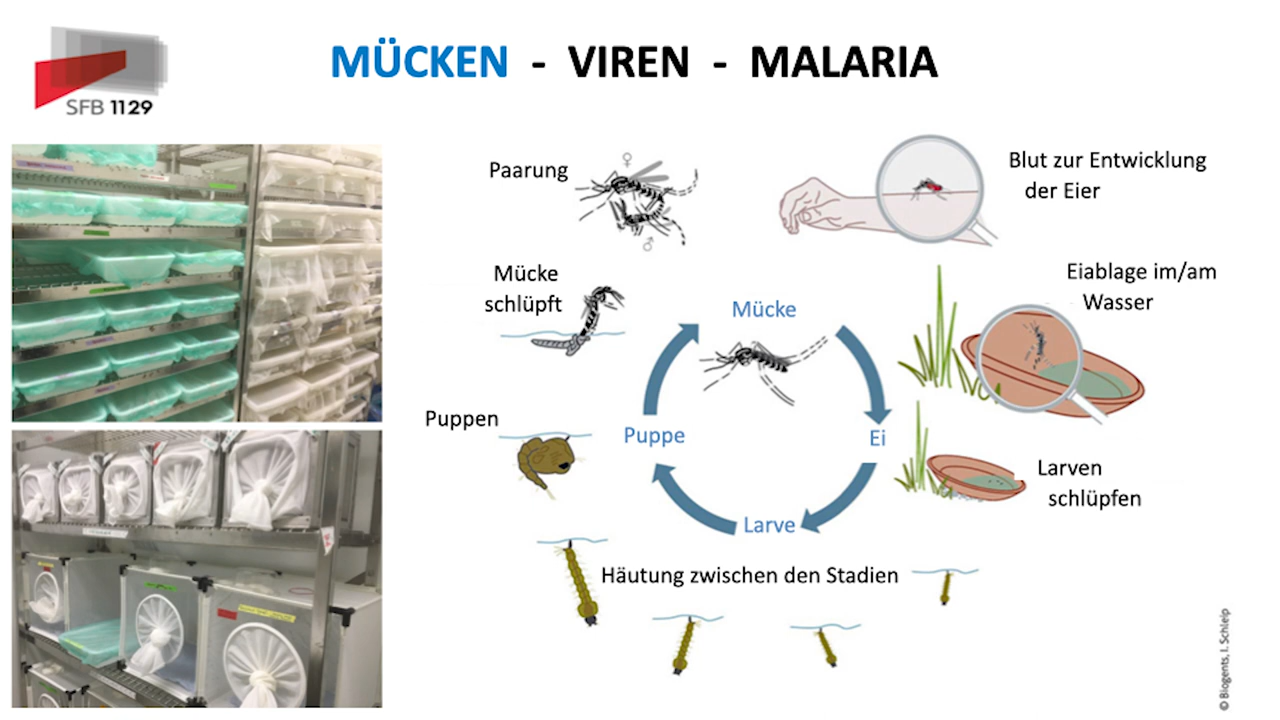 SFB 1129
MÜCKEN - VIREN - MALARIA
Paarung
♀
♂
Blut zur Entwicklung
der Eier
Mücke
schlüpft
Eiablage im/am
Wasser
Mücke
Puppen
Puppe
Ei
Larven
schlüpfen
Larve
Häutung zwischen den Stadien
© Biogents, I. Schleip